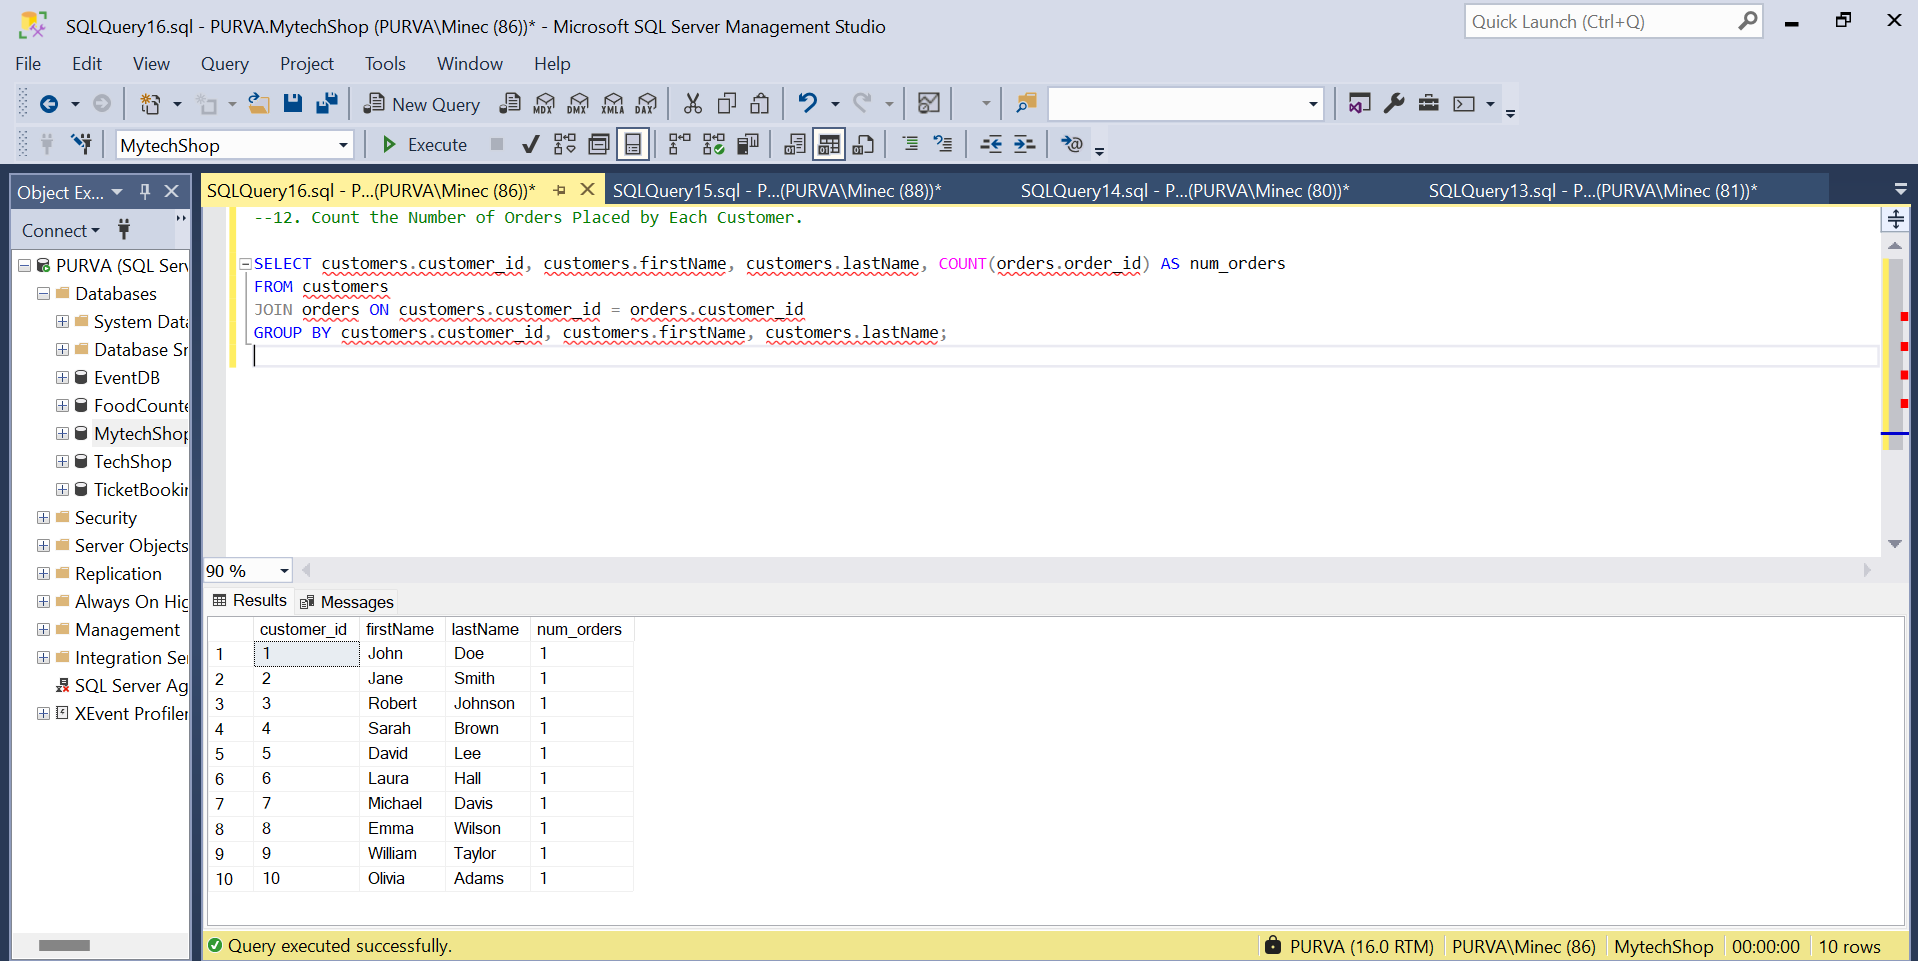 SQLQuery16.sql - PURVA.MytechShop (PURVA\Minec (86))* - Microsoft SQL Server Management Studio
Quick Launch (Ctrl+Q)
File Edit View Query Project Tools Window Help
New Query MDX DMX XMLA DAX
MytechShop Execute
Object Ex...
SQLQuery16.sql - P...(PURVA\Minec (86))* SQLQuery15.sql - P...(PURVA\Minec (88))* SQLQuery14.sql - P...(PURVA\Minec (80))* SQLQuery13.sql - P...(PURVA\Minec (81))*
Connect
PURVA (SQL Serv
Databases
System Data
Database Sn
EventDB
FoodCounte
MytechShop
TechShop
TicketBookin
Security
Server Objects
Replication
Always On Hig
Management
Integration Se
SQL Server Ag
XEvent Profiler
--12. Count the Number of Orders Placed by Each Customer.
SELECT customers.customer_id, customers.firstName, customers.lastName, COUNT(orders.order_id) AS num_orders
FROM customers
JOIN orders ON customers.customer_id = orders.customer_id
GROUP BY customers.customer_id, customers.firstName, customers.lastName;
90 %
Results Messages
customer_id firstName lastName num_orders
1 1 John Doe 1
2 2 Jane Smith 1
3 3 Robert Johnson 1
4 4 Sarah Brown 1
5 5 David Lee 1
6 6 Laura Hall 1
7 7 Michael Davis 1
8 8 Emma Wilson 1
9 9 William Taylor 1
10 10 Olivia Adams 1
Query executed successfully. PURVA (16.0 RTM) PURVA\Minec (86) MytechShop 00:00:00 10 rows